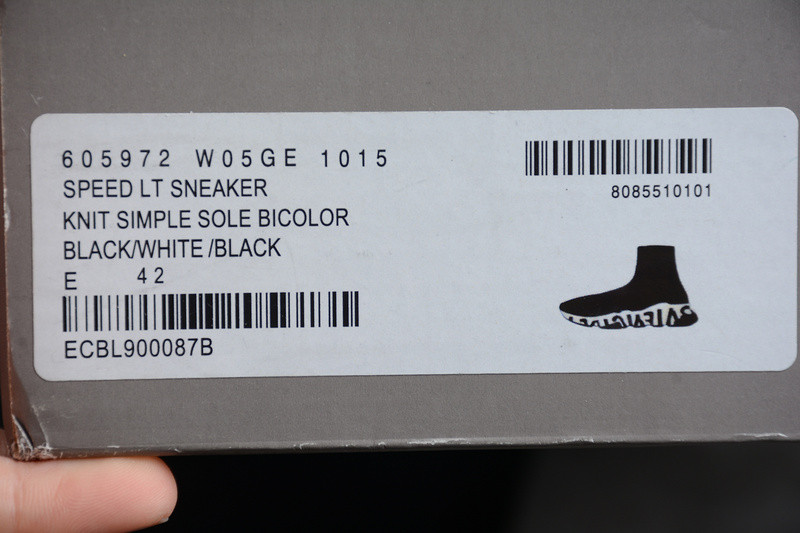 605972 W05GE 1015
SPEED LT SNEAKER
KNIT SIMPLE SOLE BICOLOR
BLACK/WHITE /BLACK
E 42
ECBL900087B
8085510101